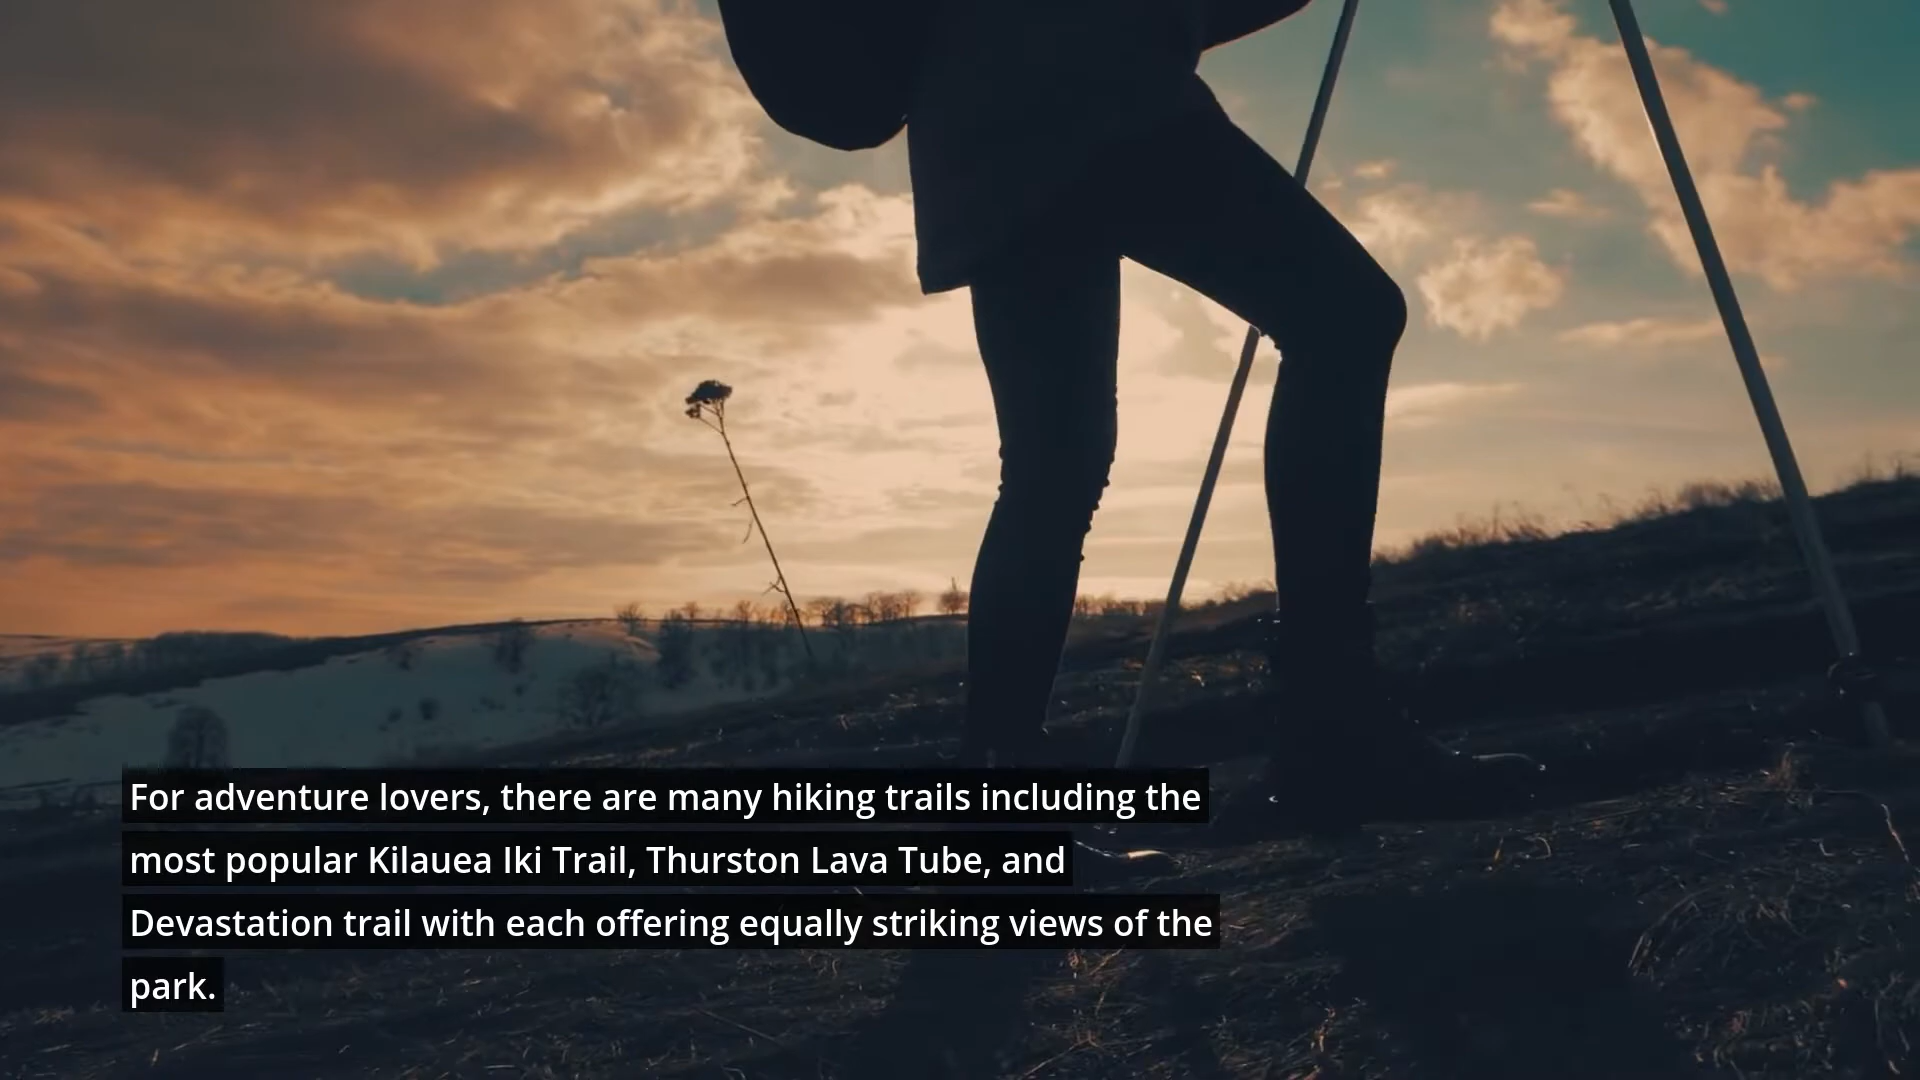 For adventure lovers, there are many hiking trails including the
most popular Kilauea Iki Trail, Thurston Lava Tube, and
Devastation trail with each offering equally striking views of the
park.